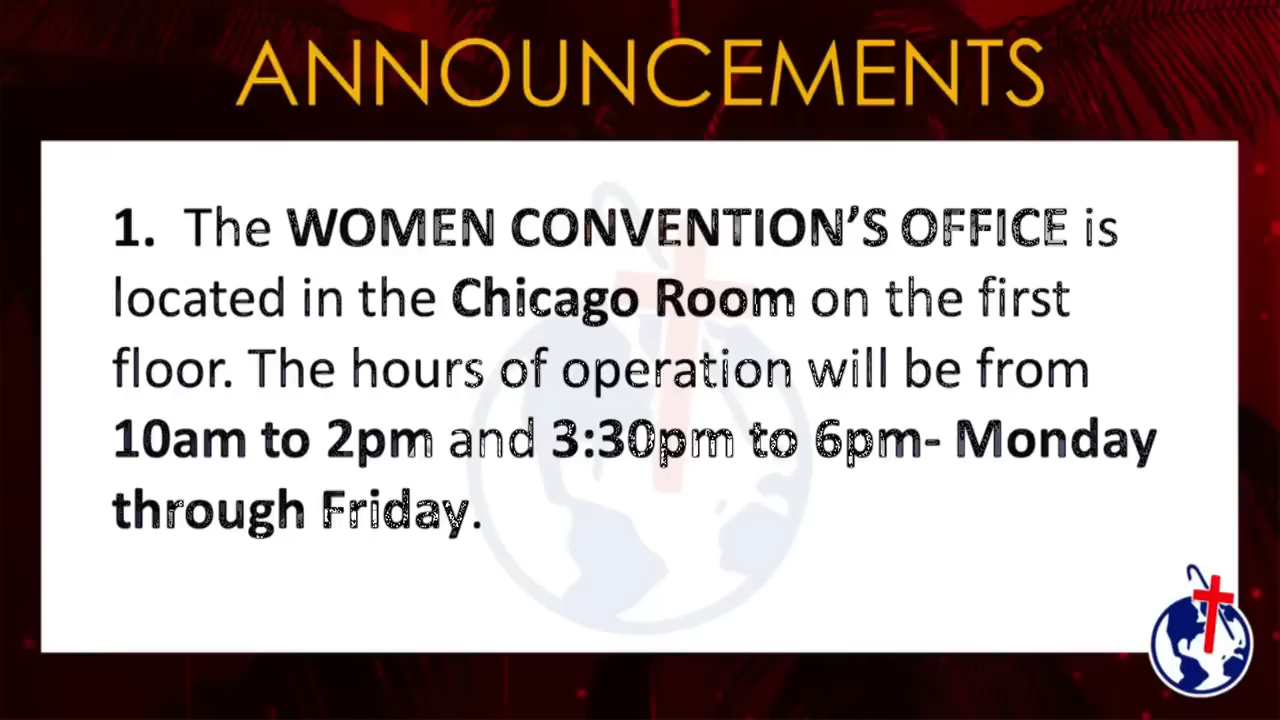 ANNOUNCEMENTS
1. The WOMEN CONVENTION’S OFFICE is
located in the Chicago Room on the first
floor. The hours of operation will be from
10am to 2pm and 3:30pm to 6pm- Monday
through Friday.